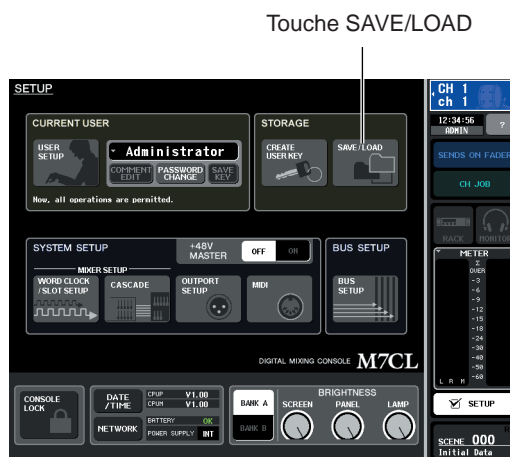 Touche SAVE/LOAD
SETUP
CH 1
ch 1
12:34:56
ADMIN
?
SENDS ON FADER
CH JOB
RACK
MONITOR
METER
Σ
OVER
-3
-6
-9
-12
-15
-18
-24
-30
-40
-50
-60
L R M
SETUP
SCENE 000
Initial Data
CURRENT USER
USER
SETUP
Administrator
COMMENT
EDIT
PASSWORD
CHANGE
SAVE
KEY
Now, all operations are permitted.
STORAGE
CREATE
USER KEY
SAVE/LOAD
SYSTEM SETUP
+48V
MASTER
OFF
ON
MIXER SETUP
WORD CLOCK
/SLOT SETUP
CASCADE
OUTPORT
SETUP
MIDI
BUS SETUP
BUS
SETUP
DIGITAL MIXING CONSOLE M7CL
CONSOLE
LOCK
DATE
/TIME
CPUP V1.00
CPUM V1.00
NETWORK
BATTERY OK
POWER SUPPLY INT
BANK A
BANK B
BRIGHTNESS
SCREEN
PANEL
LAMP